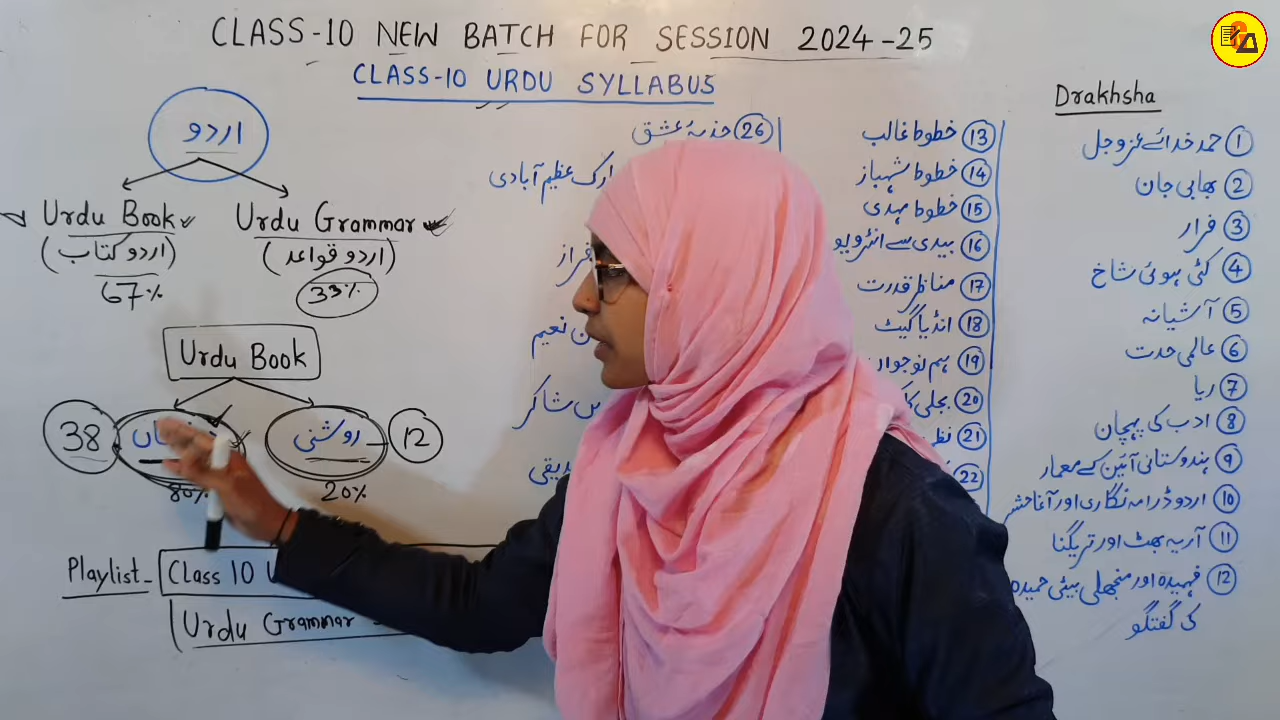 CLASS-10 NEW BATCH FOR SESSION 2024-25
CLASS-10 URDU SYLLABUS
اردو
Urdu Book
(اردو کتاب)
67%
Urdu Grammar
(اردو قواعد)
33%
Urdu Book
38
80%
روشنی
12
20%
Playlist - Class 10
Urdu Grammar
Drakhsha
① حمد خدائے عزوجل
② بھابی جان
③ فرار
④ کٹی ہوئی شاخ
⑤ آشیانہ
⑥ عالمی حدت
⑦ ریا
⑧ ادب کی پہچان
⑨ ہندوستانی آئین کے معمار
⑩ اردو ڈرامہ نگاری اور آغا حشر
⑪ آریہ بھٹ اور تریگنا
⑫ فہمیدہ اور منجھلی بیٹی حمیدہ
کی گفتگو
⑬ خطوط غالب
⑭ خطوط شہباز
⑮ خطوط مہدی
⑯ بیدی سے انٹرویو
⑰ مناظر قدرت
⑱ انڈیا گیٹ
⑲ ہم نوجوان
⑳ بجلی
㉑
㉒
㉖ جذبۂ عشق
عظیم آبادی
فراز
نعیم
شاکر